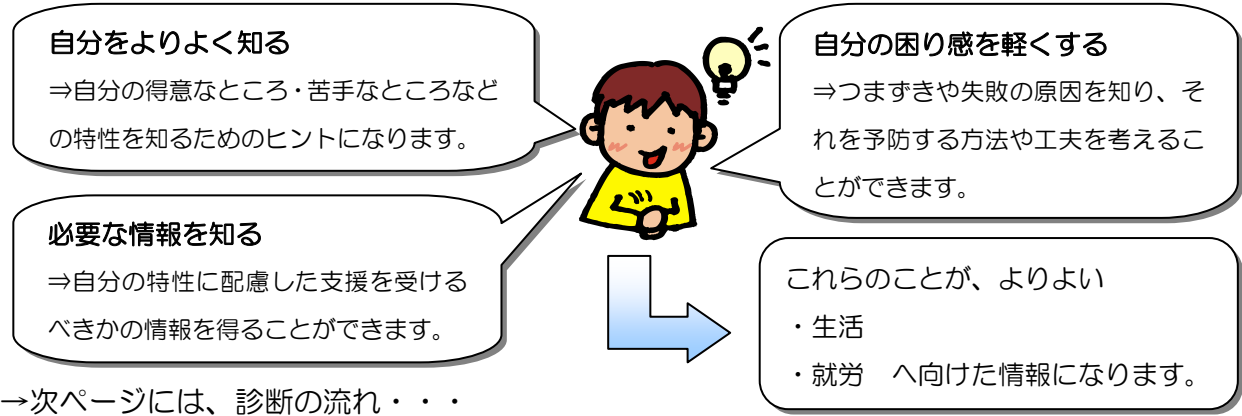 自分をよりよく知る
⇒自分の得意なところ・苦手なところなど
の特性を知るためのヒントになります。
自分の困り感を軽くする
⇒つまずきや失敗の原因を知り、そ
れを予防する方法や工夫を考えるこ
とができます。
必要な情報を知る
⇒自分の特性に配慮した支援を受ける
べきかの情報を得ることができます。
これらのことが、よりよい
・生活
・就労　へ向けた情報になります。
→次ページには、診断の流れ・・・